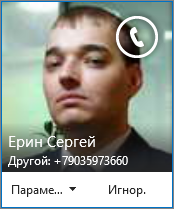 Ерин Сергей
Другой: +79035973660
Параме...
Игнор.